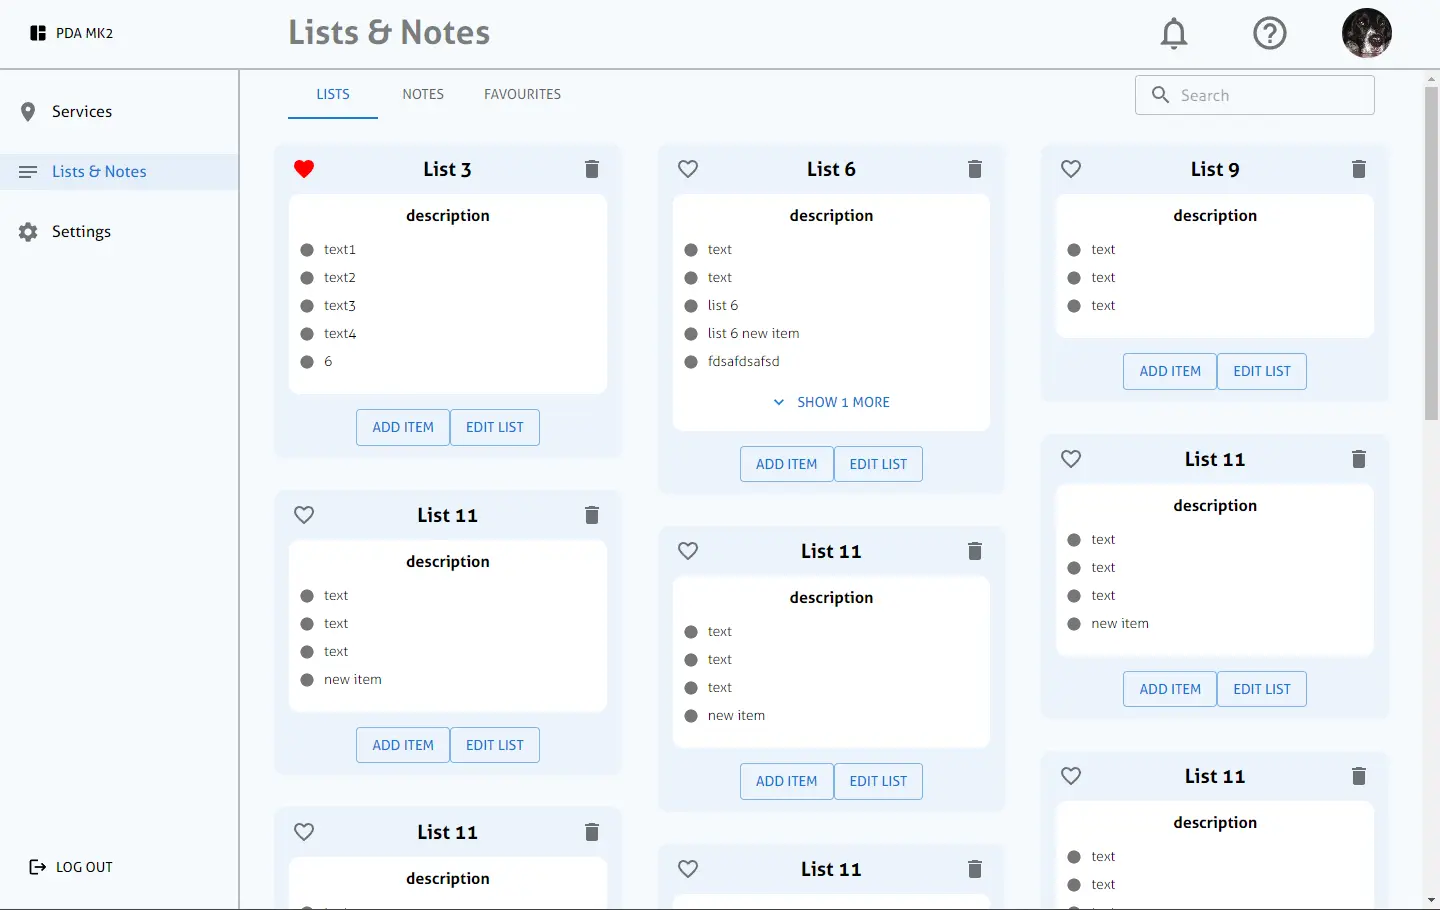 PDA MK2
Lists & Notes
Services
Lists & Notes
Settings
LOG OUT
LISTS NOTES FAVOURITES
Search
List 3
description
text1
text2
text3
text4
6
ADD ITEM EDIT LIST
List 11
description
text
text
text
new item
ADD ITEM EDIT LIST
List 11
description
List 6
description
text
text
list 6
list 6 new item
fdsafdsafsd
SHOW 1 MORE
ADD ITEM EDIT LIST
List 11
description
text
text
text
new item
ADD ITEM EDIT LIST
List 11
List 9
description
text
text
text
ADD ITEM EDIT LIST
List 11
description
text
text
text
new item
ADD ITEM EDIT LIST
List 11
description
text
text